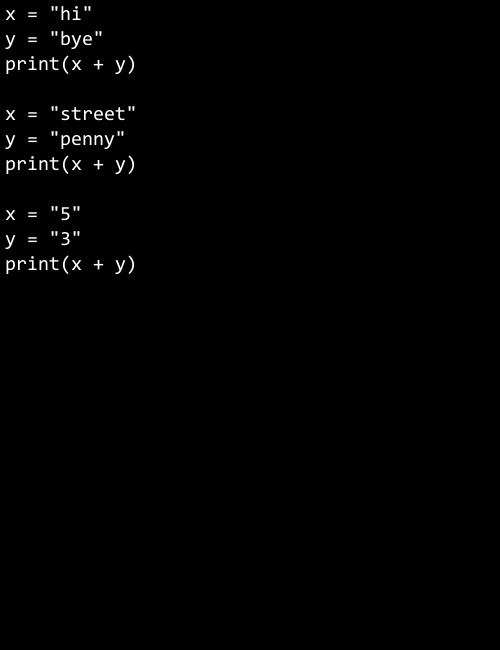 x = "hi"
y = "bye"
print(x + y)

x = "street"
y = "penny"
print(x + y)

x = "5"
y = "3"
print(x + y)